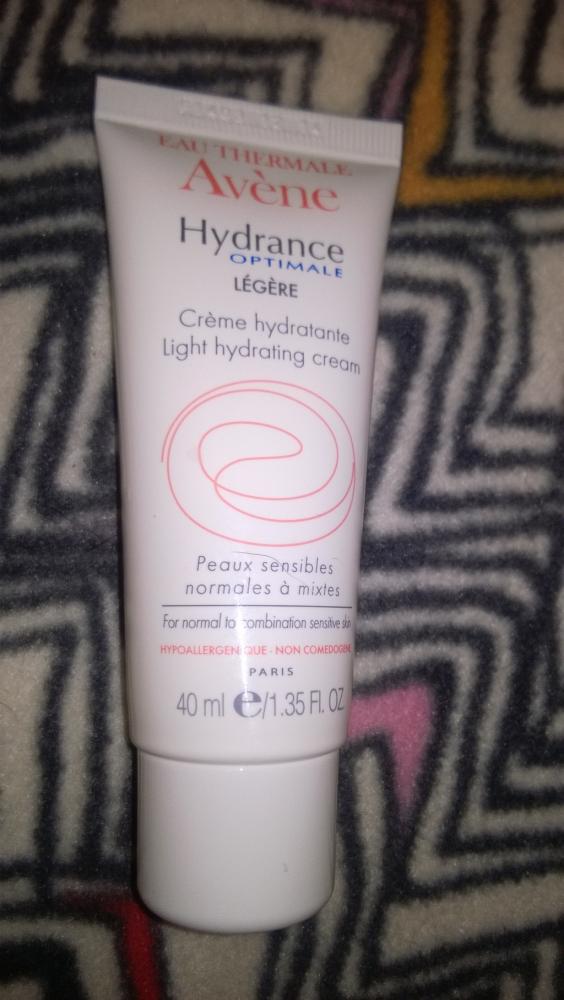 EAU THERMALE
Avène
Hydrance
OPTIMALE
LÉGÈRE
Crème hydratante
Light hydrating cream
Peaux sensibles
normales à mixtes
For normal to combination sensitive skin
HYPOALLERGENIQUE - NON COMEDOGENE
PARIS
40 ml e/1.35 Fl. OZ